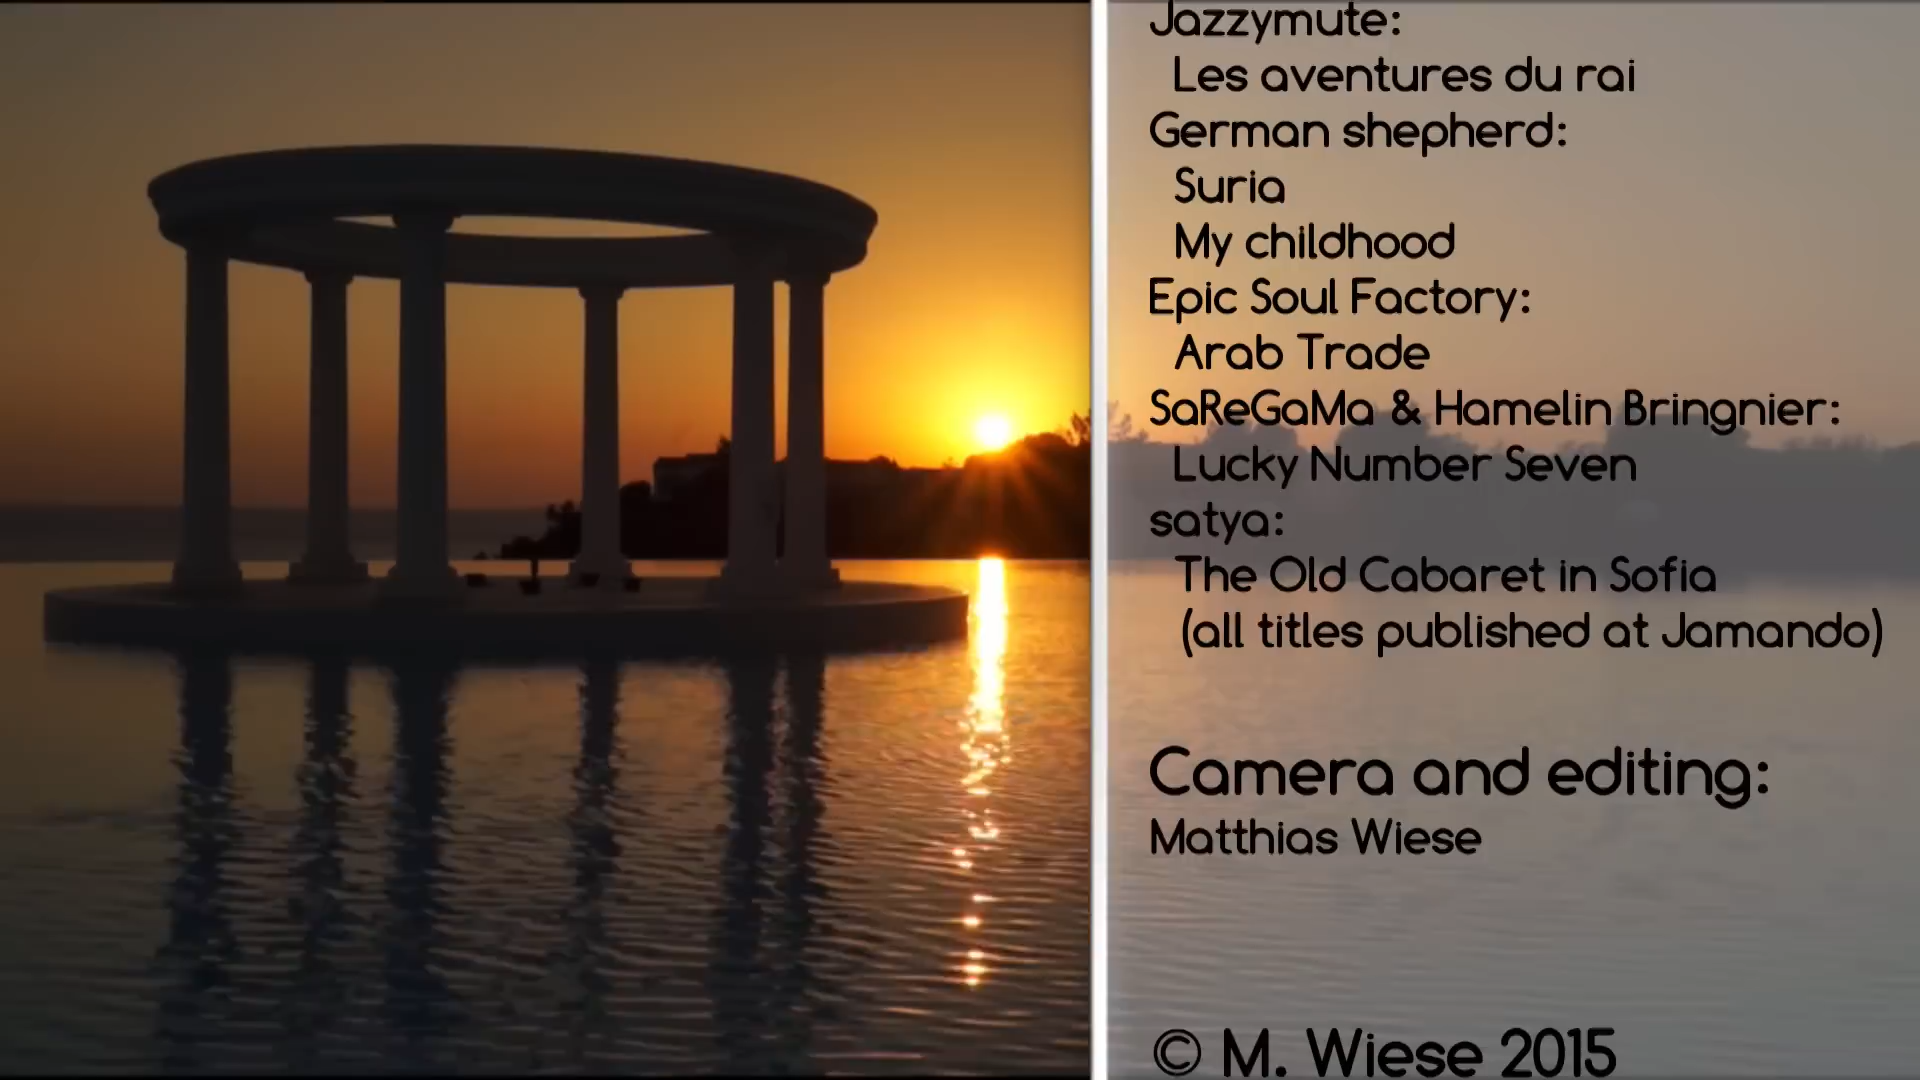 Jazzymute:
Les aventures du rai
German shepherd:
Suria
My childhood
Epic Soul Factory:
Arab Trade
SaReGaMa & Hamelin Bringnier:
Lucky Number Seven
satya:
The Old Cabaret in Sofia
(all titles published at Jamando)
Camera and editing:
Matthias Wiese
© M. Wiese 2015